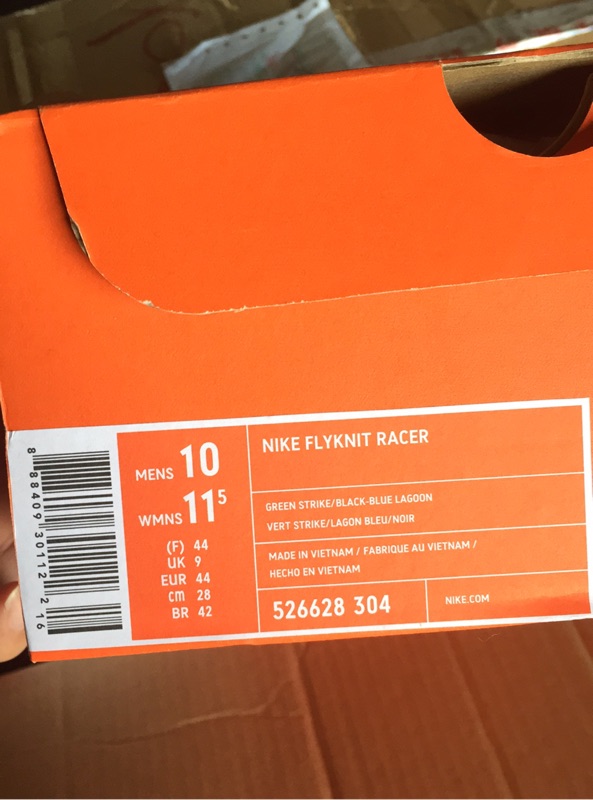 MENS 10
WMNS 11⁵
(F) 44
UK 9
EUR 44
cm 28
BR 42
NIKE FLYKNIT RACER
GREEN STRIKE/BLACK-BLUE LAGOON
VERT STRIKE/LAGON BLEU/NOIR
MADE IN VIETNAM / FABRIQUE AU VIETNAM /
HECHO EN VIETNAM
526628 304
NIKE.COM
8 88409 30112 2 16